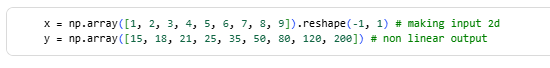 x = np.array([1, 2, 3, 4, 5, 6, 7, 8, 9]).reshape(-1, 1) # making input 2d
y = np.array([15, 18, 21, 25, 35, 50, 80, 120, 200]) # non linear output